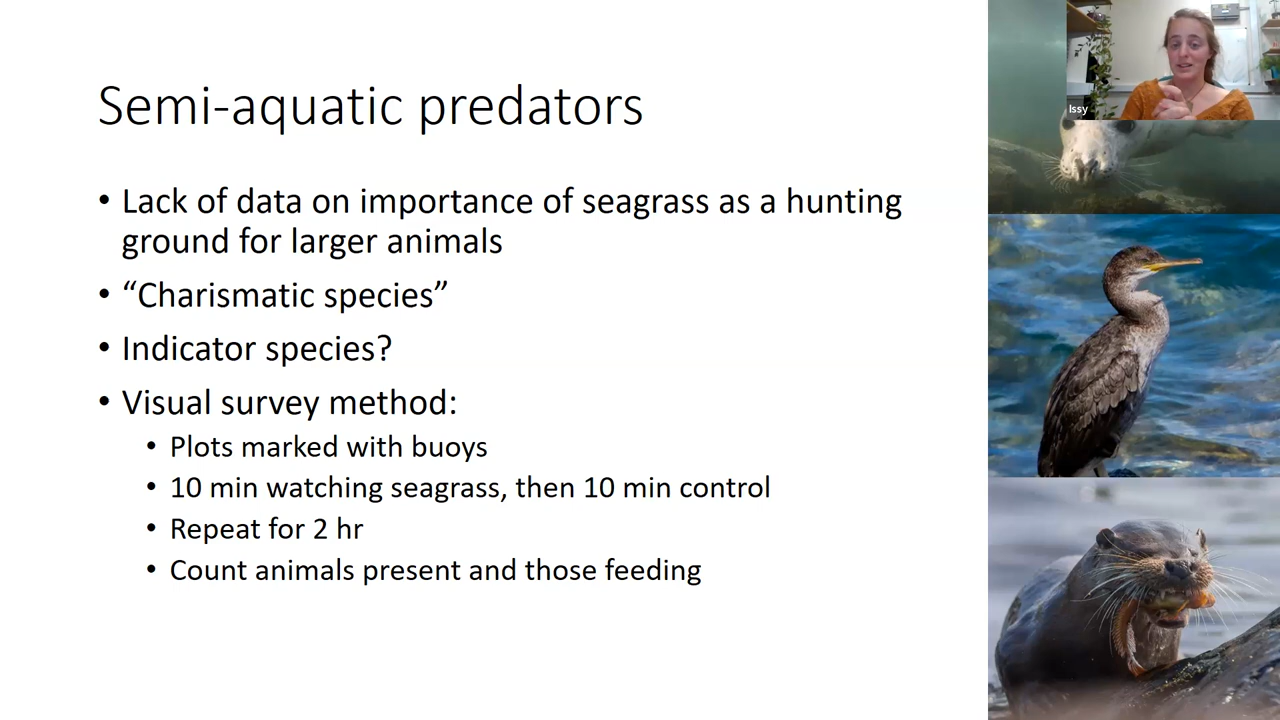 Semi-aquatic predators
Issy
• Lack of data on importance of seagrass as a hunting
ground for larger animals
• “Charismatic species”
• Indicator species?
• Visual survey method:
• Plots marked with buoys
• 10 min watching seagrass, then 10 min control
• Repeat for 2 hr
• Count animals present and those feeding